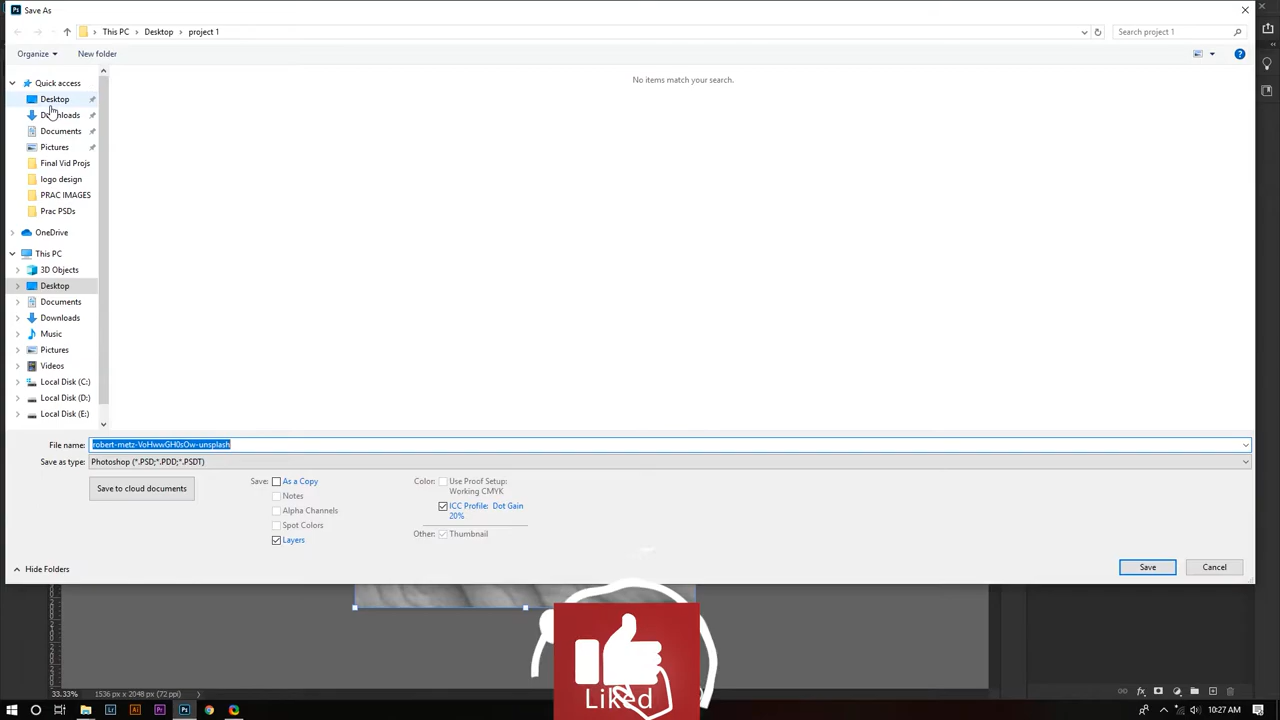 Save As
This PC > Desktop > project 1
Search project 1
Organize
New folder
Quick access
Desktop
Downloads
Documents
Pictures
Final Vid Projs
logo design
PRAC IMAGES
Prac PSDs
OneDrive
This PC
3D Objects
Desktop
Documents
Downloads
Music
Pictures
Videos
Local Disk (C:)
Local Disk (D:)
Local Disk (E:)
No items match your search.
File name: robert-metz-VoHwwGH0sOw-unsplash
Save as type: Photoshop (*.PSD;*.PDD;*.PSDT)
Save to cloud documents
Save: As a Copy
Notes
Alpha Channels
Spot Colors
Layers
Color: Use Proof Setup:
Working CMYK
ICC Profile: Dot Gain
20%
Other: Thumbnail
Hide Folders
Save
Cancel
Liked
33.33%
1536 px x 2048 px (72 ppi)
10:27 AM